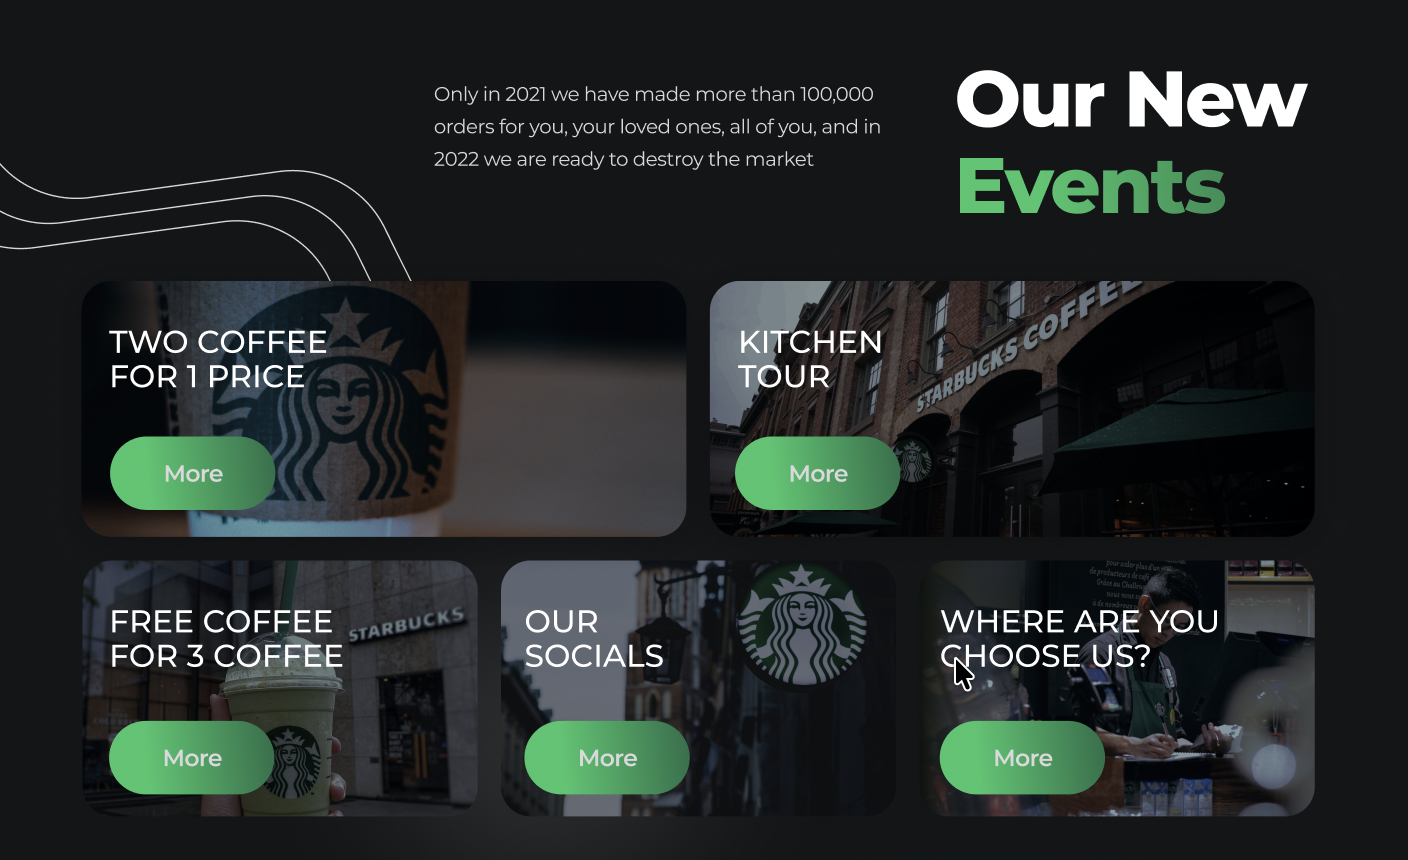 Only in 2021 we have made more than 100,000
orders for you, your loved ones, all of you, and in
2022 we are ready to destroy the market
Our New
Events
TWO COFFEE
FOR 1 PRICE
More
KITCHEN
TOUR
STARBUCKS COFFEE
More
FREE COFFEE
FOR 3 COFFEE
STARBUCKS
More
OUR
SOCIALS
More
WHERE ARE YOU
CHOOSE US?
More